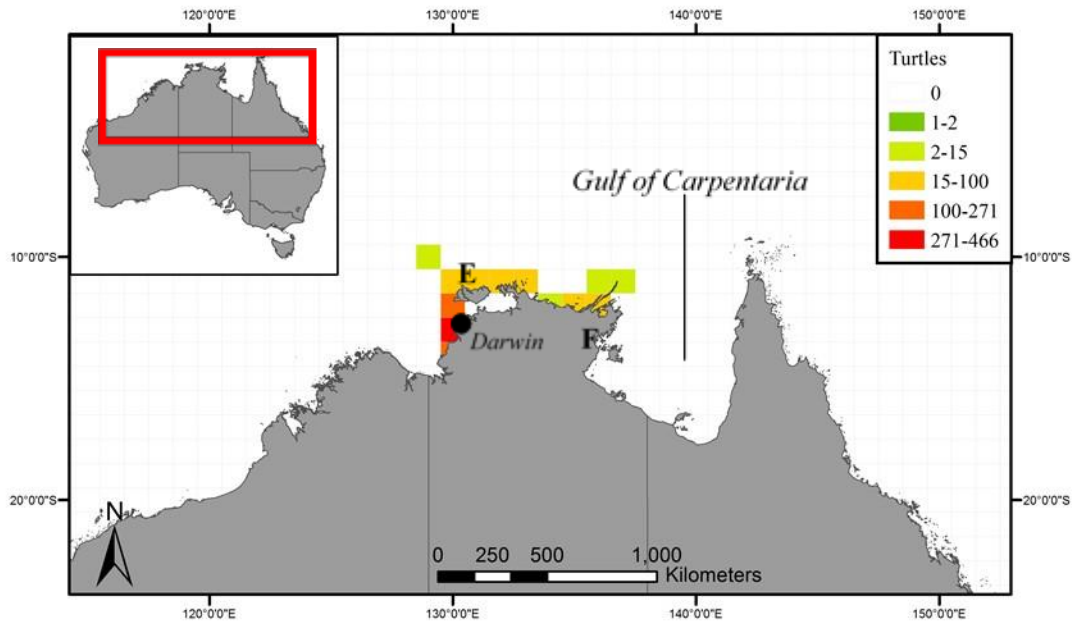 120°0'0"E 130°0'0"E 140°0'0"E 150°0'0"E
Turtles
0
1-2
2-15
15-100
100-271
271-466
Gulf of Carpentaria
10°0'0"S 10°0'0"S
E
Darwin
F
20°0'0"S 20°0'0"S
N
0 250 500 1,000
Kilometers
120°0'0"E 130°0'0"E 140°0'0"E 150°0'0"E